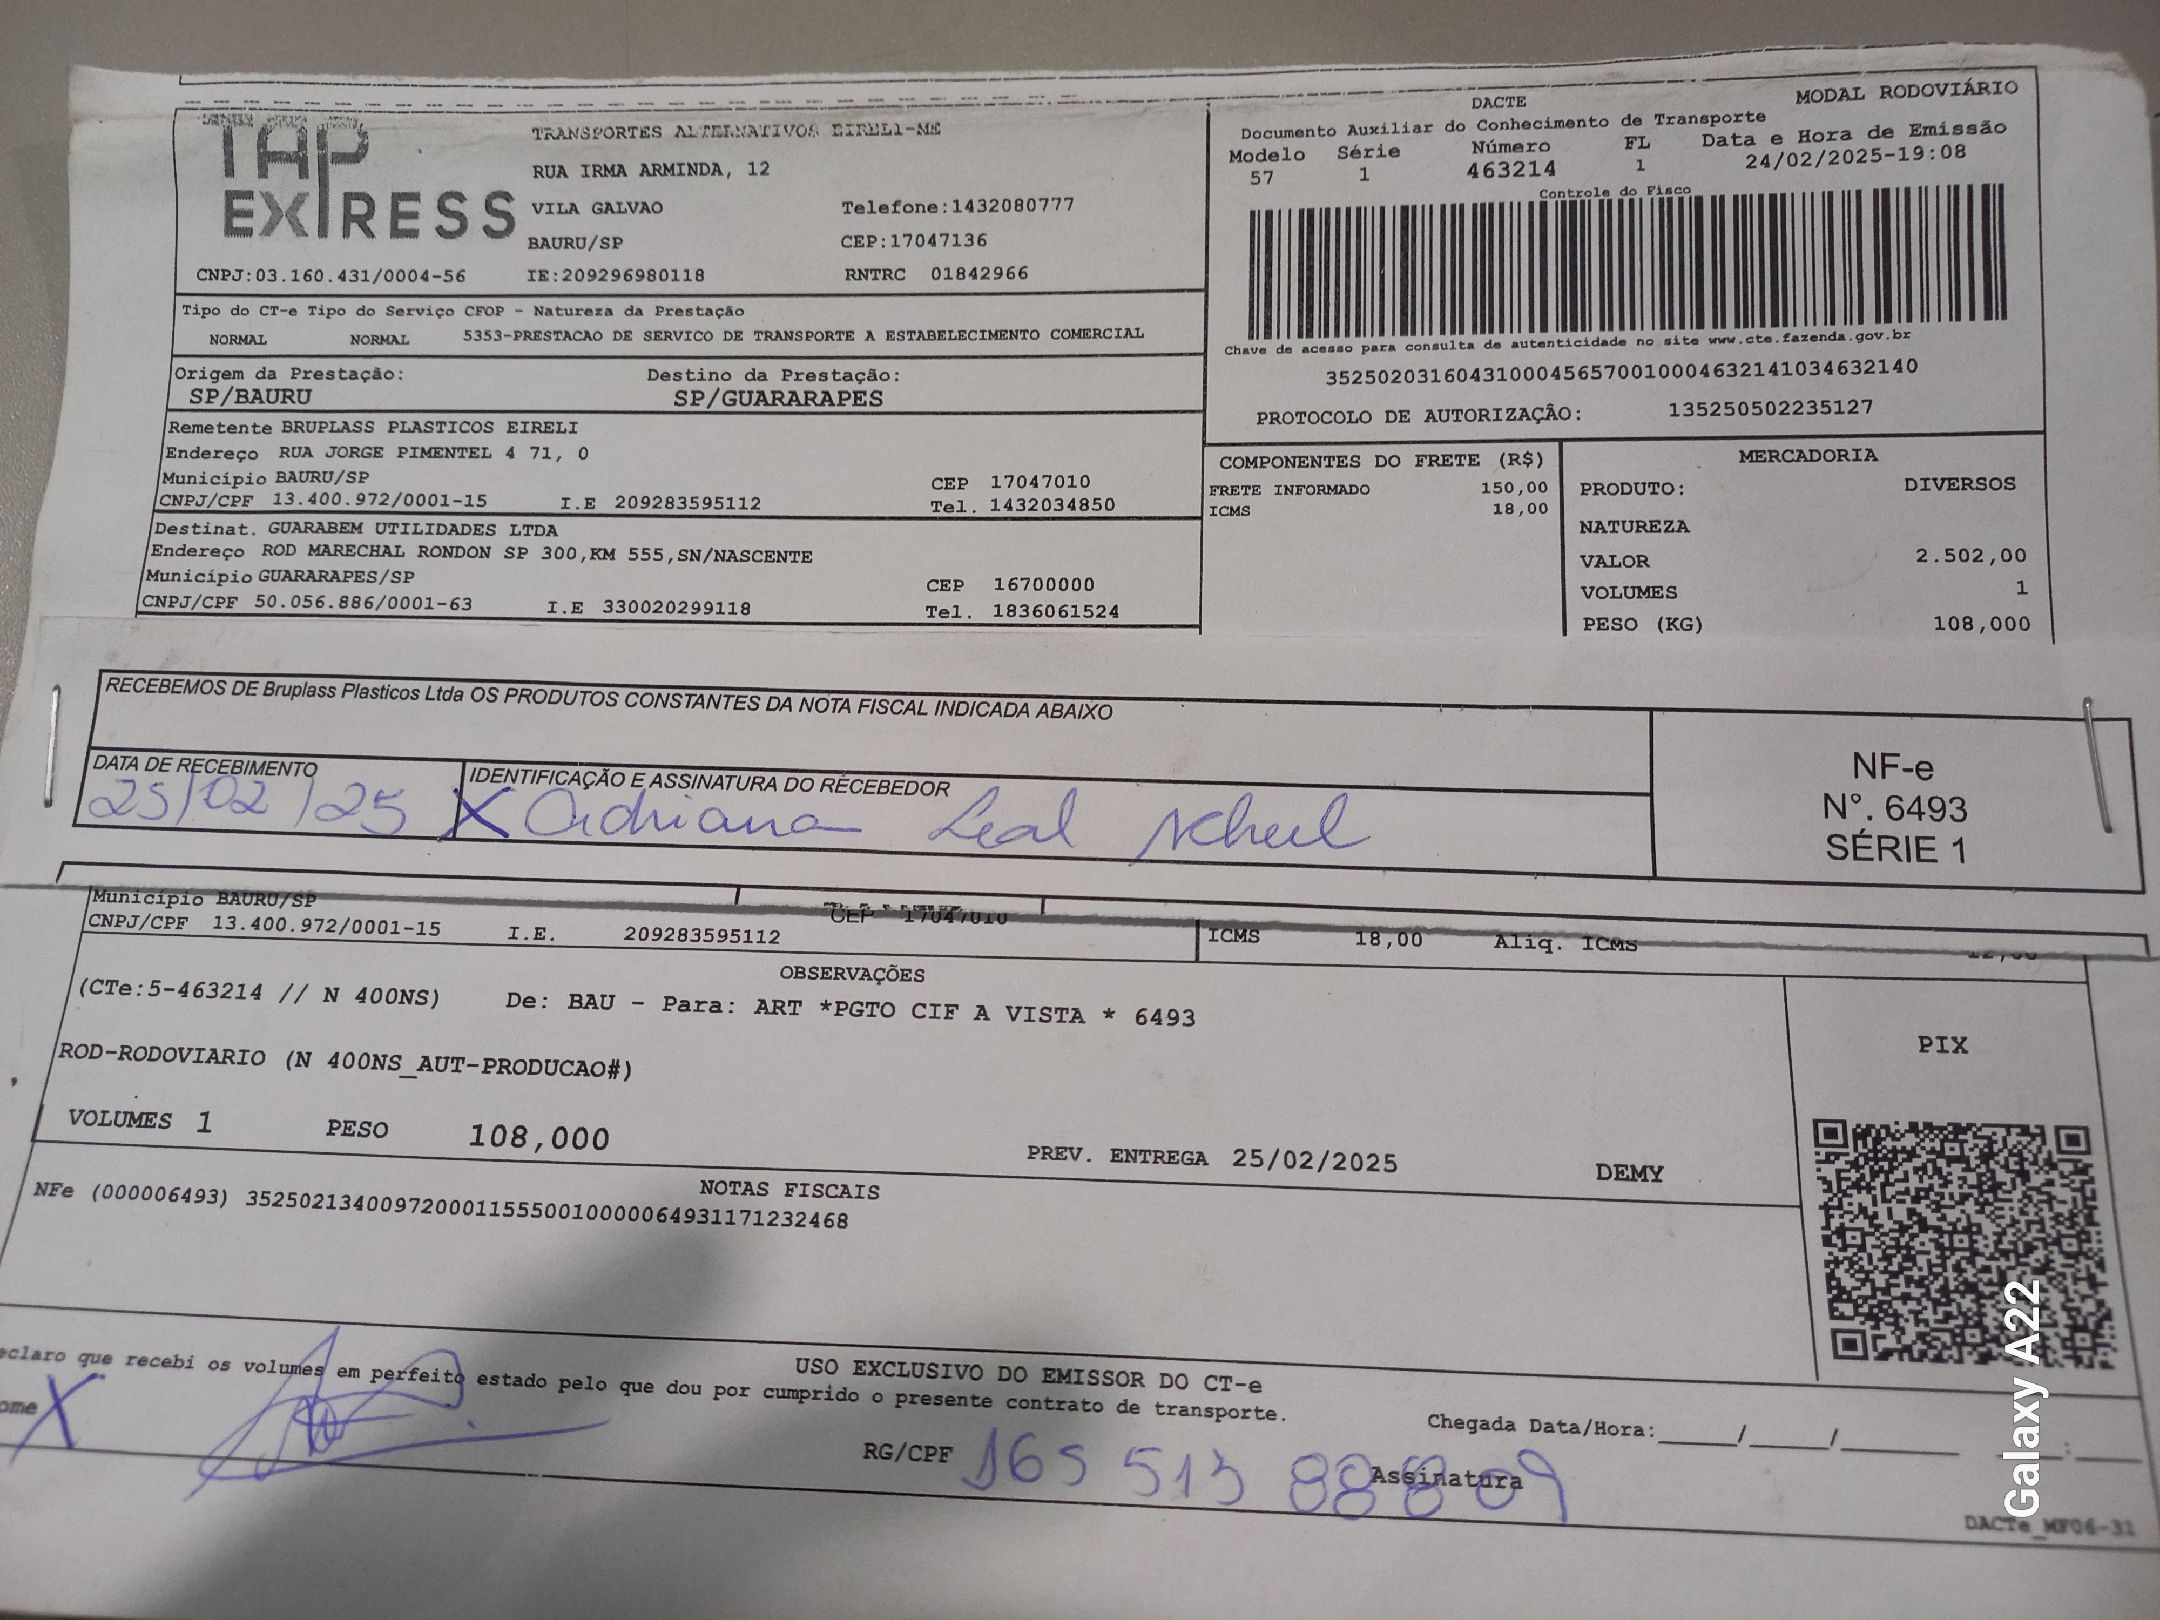 TAP EXPRESS
TRANSPORTES ALTERNATIVOS EIRELI-ME
RUA IRMA ARMINDA, 12
VILA GALVAO Telefone:1432080777
BAURU/SP CEP:17047136
CNPJ:03.160.431/0004-56 IE:209296980118 RNTRC 01842966
DACTE MODAL RODOVIÁRIO
Documento Auxiliar do Conhecimento de Transporte
Modelo Série Número FL Data e Hora de Emissão
57 1 463214 1 24/02/2025-19:08
Controle do Fisco
Chave de acesso para consulta de autenticidade no site www.cte.fazenda.gov.br
35250203160431000456570010004632141034632140
PROTOCOLO DE AUTORIZAÇÃO: 135250502235127
Tipo do CT-e Tipo do Serviço CFOP - Natureza da Prestação
NORMAL NORMAL 5353-PRESTACAO DE SERVICO DE TRANSPORTE A ESTABELECIMENTO COMERCIAL
Origem da Prestação: Destino da Prestação:
SP/BAURU SP/GUARARAPES
Remetente BRUPLASS PLASTICOS EIRELI
Endereço RUA JORGE PIMENTEL 4 71, 0
Município BAURU/SP CEP 17047010
CNPJ/CPF 13.400.972/0001-15 I.E 209283595112 Tel. 1432034850
Destinat. GUARABEM UTILIDADES LTDA
Endereço ROD MARECHAL RONDON SP 300,KM 555,SN/NASCENTE
Município GUARARAPES/SP CEP 16700000
CNPJ/CPF 50.056.886/0001-63 I.E 330020299118 Tel. 1836061524
COMPONENTES DO FRETE (R$)
FRETE INFORMADO 150,00
ICMS 18,00
MERCADORIA
PRODUTO: DIVERSOS
NATUREZA
VALOR 2.502,00
VOLUMES 1
PESO (KG) 108,000
RECEBEMOS DE Bruplass Plasticos Ltda OS PRODUTOS CONSTANTES DA NOTA FISCAL INDICADA ABAIXO
DATA DE RECEBIMENTO IDENTIFICAÇÃO E ASSINATURA DO RECEBEDOR
25/02/25 X Adriana Leal
NF-e
N°. 6493
SÉRIE 1
Município BAURU/SP CEP 17047010
CNPJ/CPF 13.400.972/0001-15 I.E. 209283595112 ICMS 18,00 Aliq. ICMS 12,00
OBSERVAÇÕES
(CTe:5-463214 // N 400NS) De: BAU - Para: ART *PGTO CIF A VISTA * 6493
ROD-RODOVIARIO (N 400NS_AUT-PRODUCAO#)
PIX
VOLUMES 1 PESO 108,000 PREV. ENTREGA 25/02/2025 DEMY
NOTAS FISCAIS
NFe (000006493) 35250213400972000115550010000064931171232468
USO EXCLUSIVO DO EMISSOR DO CT-e
eclaro que recebi os volumes em perfeito estado pelo que dou por cumprido o presente contrato de transporte.
ome X Chegada Data/Hora:_____/_____/_______ ____:____
RG/CPF 165 513 888 09 Assinatura
DACTe_MF06-31
Galaxy A22